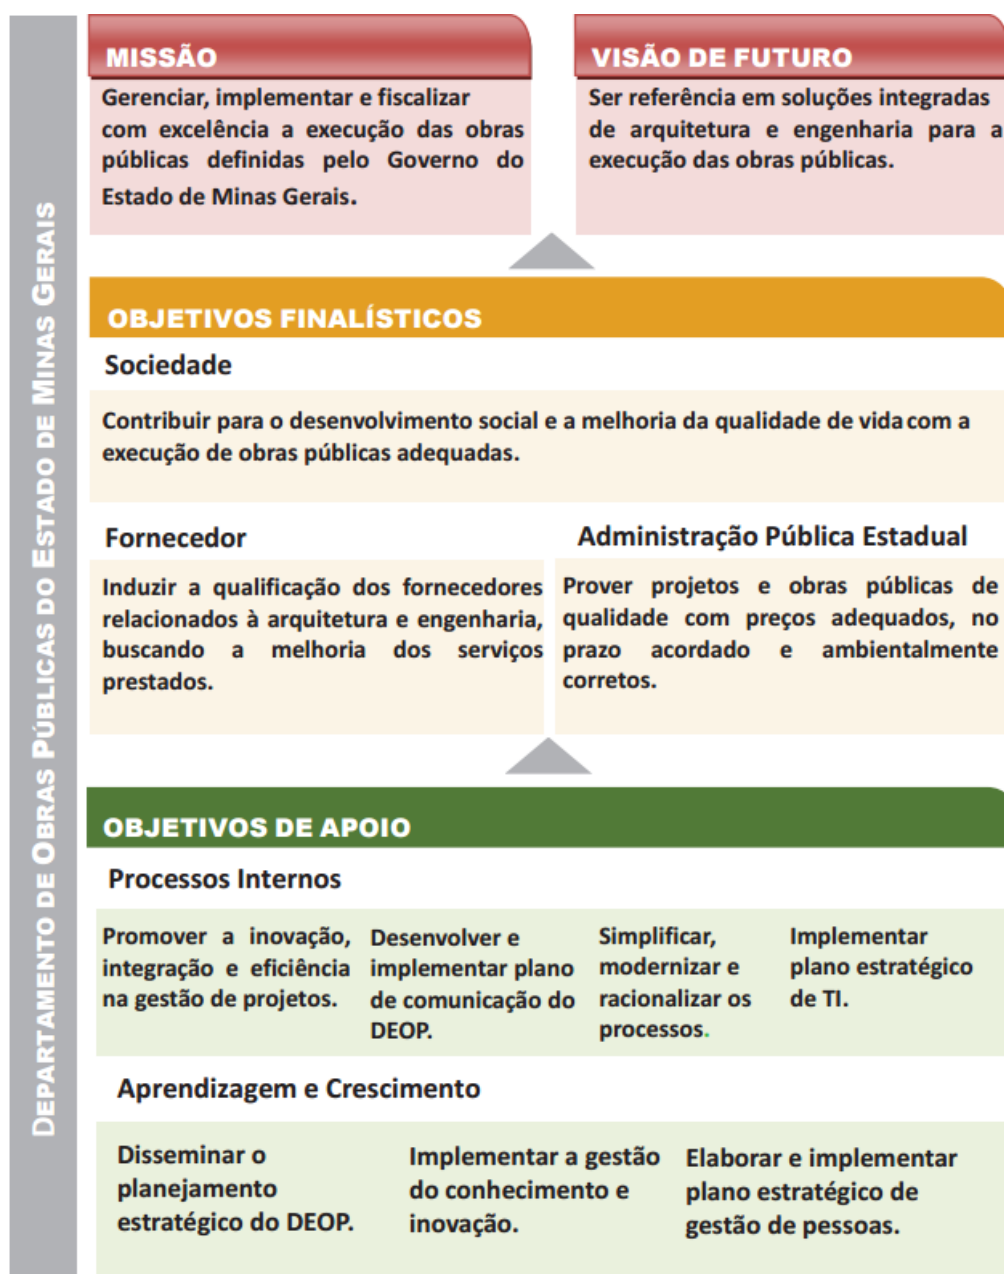 DEPARTAMENTO DE OBRAS PÚBLICAS DO ESTADO DE MINAS GERAIS
MISSÃO
Gerenciar, implementar e fiscalizar
com excelência a execução das obras
públicas definidas pelo Governo do
Estado de Minas Gerais.
VISÃO DE FUTURO
Ser referência em soluções integradas
de arquitetura e engenharia para a
execução das obras públicas.
OBJETIVOS FINALÍSTICOS
Sociedade
Contribuir para o desenvolvimento social e a melhoria da qualidade de vida com a
execução de obras públicas adequadas.
Fornecedor
Induzir a qualificação dos fornecedores
relacionados à arquitetura e engenharia,
buscando a melhoria dos serviços
prestados.
Administração Pública Estadual
Prover projetos e obras públicas de
qualidade com preços adequados, no
prazo acordado e ambientalmente
corretos.
OBJETIVOS DE APOIO
Processos Internos
Promover a inovação,
integração e eficiência
na gestão de projetos.
Desenvolver e
implementar plano
de comunicação do
DEOP.
Simplificar,
modernizar e
racionalizar os
processos.
Implementar
plano estratégico
de TI.
Aprendizagem e Crescimento
Disseminar o
planejamento
estratégico do DEOP.
Implementar a gestão
do conhecimento e
inovação.
Elaborar e implementar
plano estratégico de
gestão de pessoas.